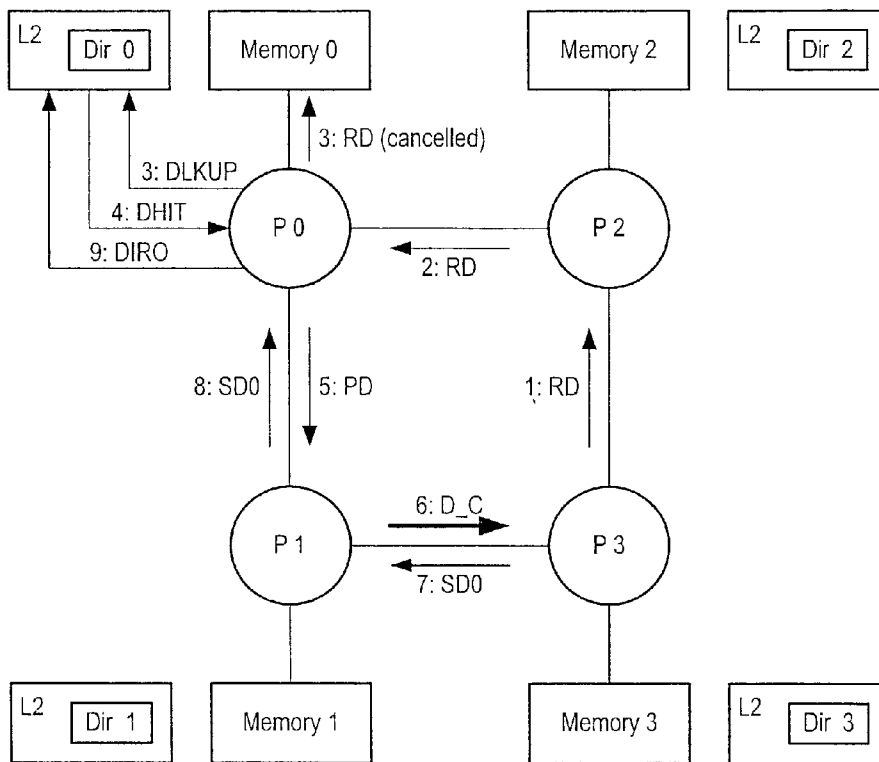 L2
Dir 0
Memory 0
Memory 2
L2
Dir 2
3: RD (cancelled)
3: DLKUP
4: DHIT
9: DIRO
P 0
P 2
2: RD
8: SD0
5: PD
1: RD
6: D_C
P 1
P 3
7: SD0
L2
Dir 1
Memory 1
Memory 3
L2
Dir 3